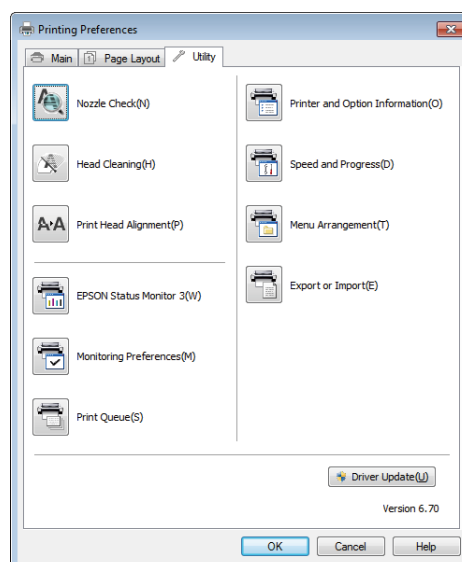 Printing Preferences
Main
Page Layout
Utility
Nozzle Check(N)
Head Cleaning(H)
Print Head Alignment(P)
EPSON Status Monitor 3(W)
Monitoring Preferences(M)
Print Queue(S)
Printer and Option Information(O)
Speed and Progress(D)
Menu Arrangement(T)
Export or Import(E)
Driver Update(U)
Version 6.70
OK
Cancel
Help